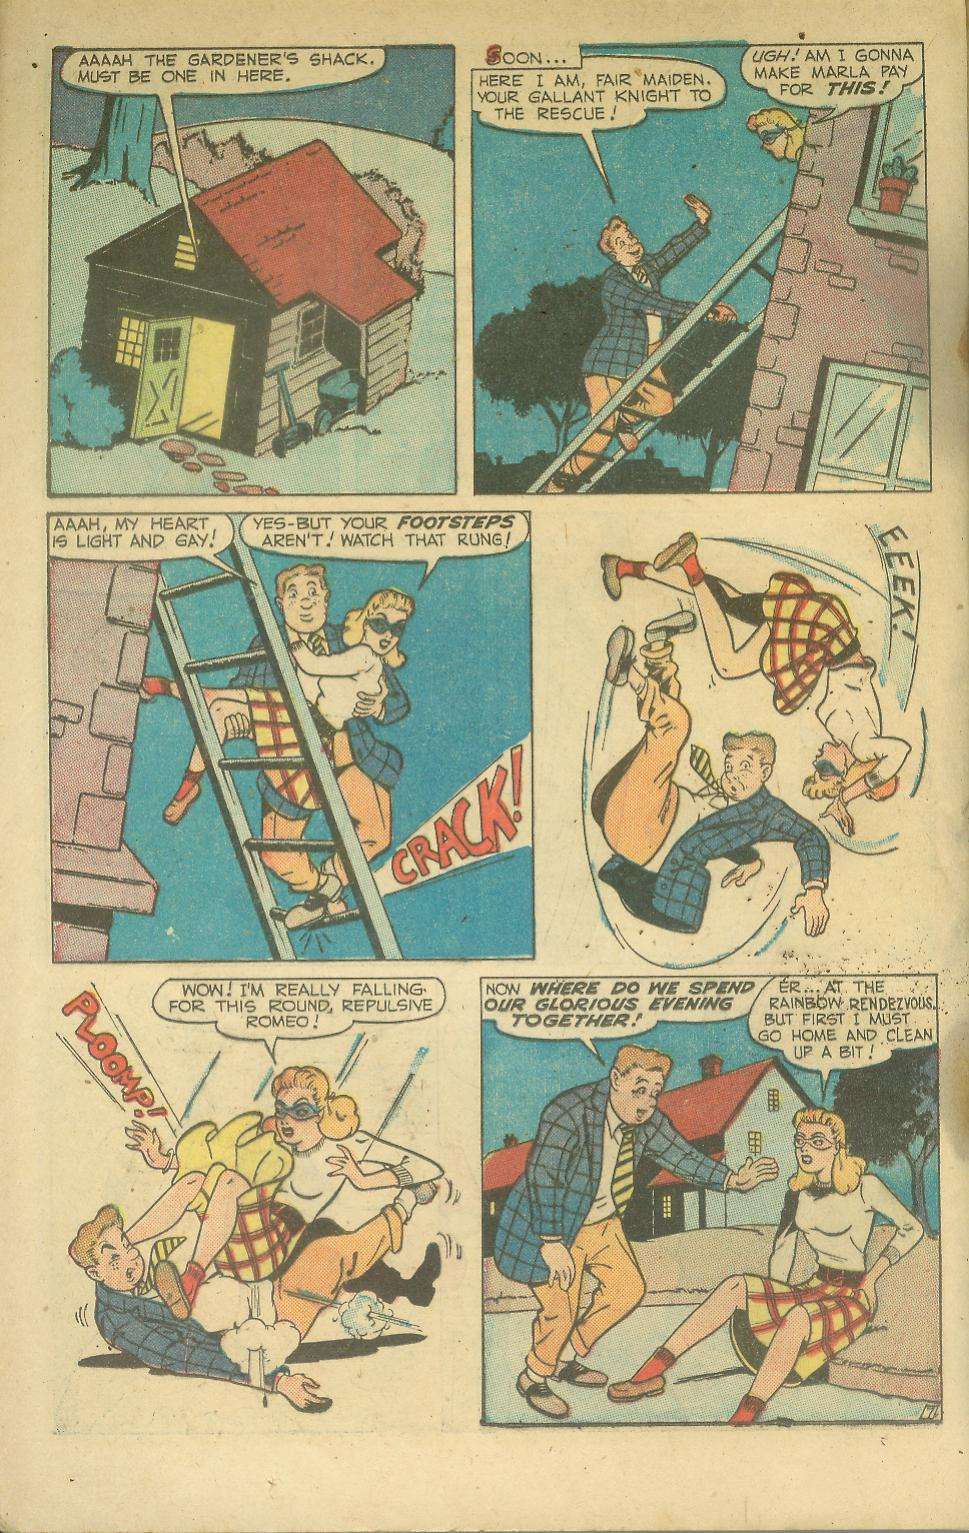 AAAAH THE GARDENER'S SHACK.
MUST BE ONE IN HERE.
SOON...
HERE I AM, FAIR MAIDEN.
YOUR GALLANT KNIGHT TO
THE RESCUE!
UGH! AM I GONNA
MAKE MARLA PAY
FOR THIS!
AAAH, MY HEART
IS LIGHT AND GAY!
YES-BUT YOUR FOOTSTEPS
AREN'T! WATCH THAT RUNG!
CRACK!
EEEK!
PLOOMP!
WOW! I'M REALLY FALLING
FOR THIS ROUND, REPULSIVE
ROMEO!
NOW WHERE DO WE SPEND
OUR GLORIOUS EVENING
TOGETHER!
ER... AT THE
RAINBOW RENDEZVOUS.
BUT FIRST I MUST
GO HOME AND CLEAN
UP A BIT!